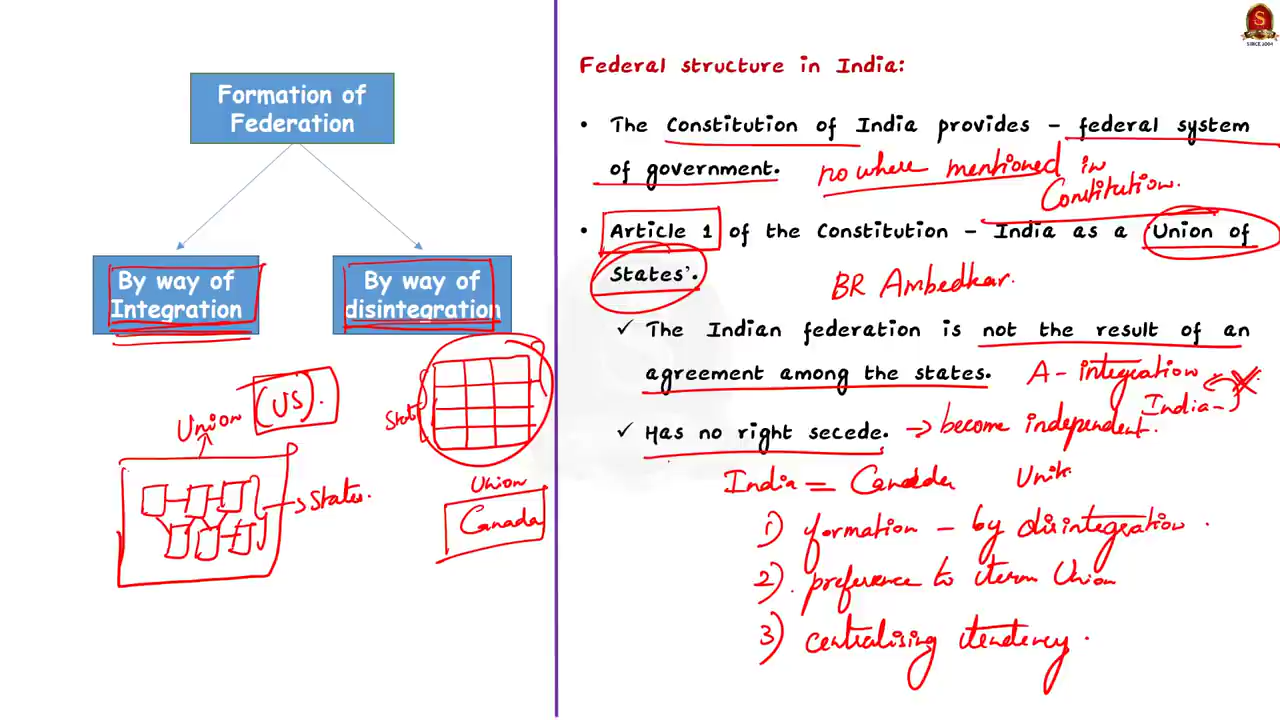 Formation of
Federation
By way of
Integration
By way of
disintegration
Union
(US).
States.
Union
Canada
S
SINCE 2004
Federal structure in India:
• The Constitution of India provides – federal system
of government. no where mentioned in
Constitution.
• Article 1 of the Constitution – India as a Union of
States'.
BR Ambedkar.
✓ The Indian federation is not the result of an
agreement among the states. A - integration
India -
✓ Has no right secede. → become independent.
India = Canada
1) formation - by disintegration.
2). preference to term Union
3) centralising tendency.